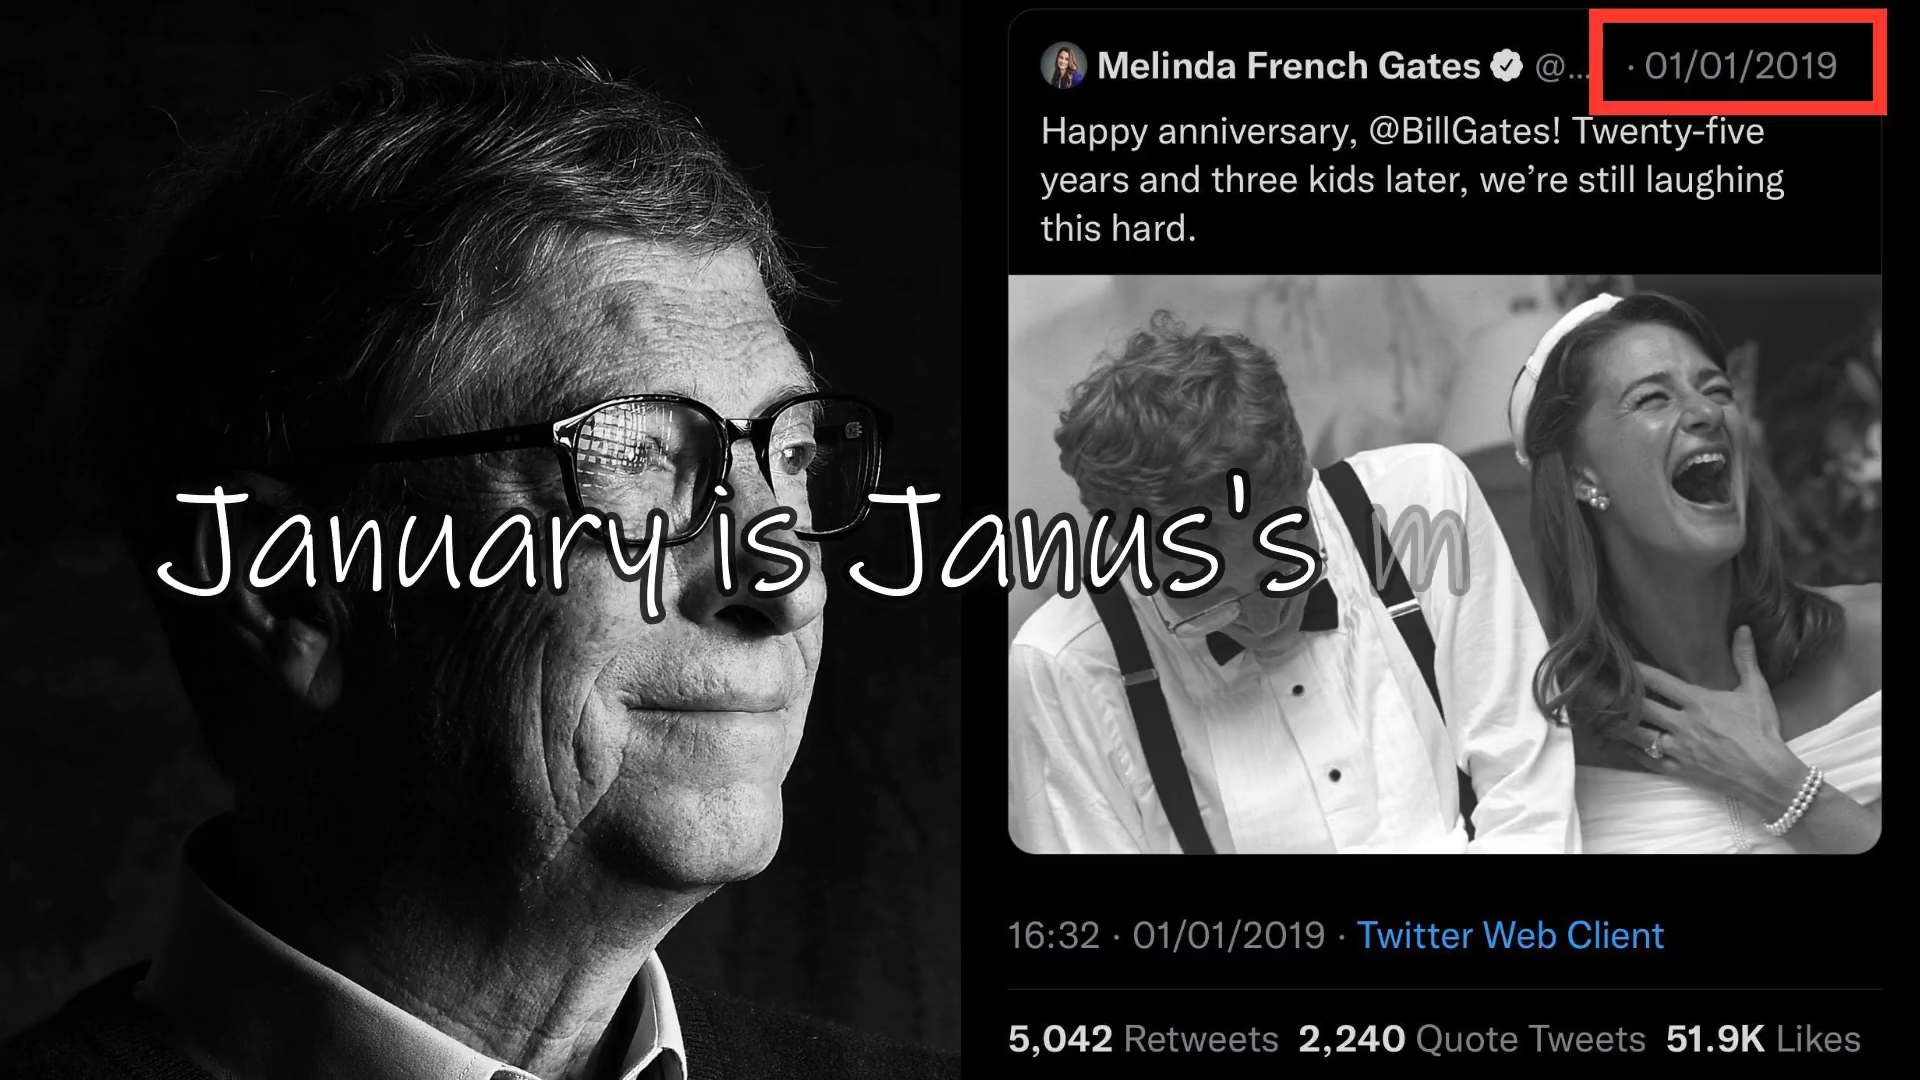 Melinda French Gates @... · 01/01/2019
Happy anniversary, @BillGates! Twenty-five
years and three kids later, we’re still laughing
this hard.
January is Janus's m
16:32 · 01/01/2019 · Twitter Web Client
5,042 Retweets 2,240 Quote Tweets 51.9K Likes